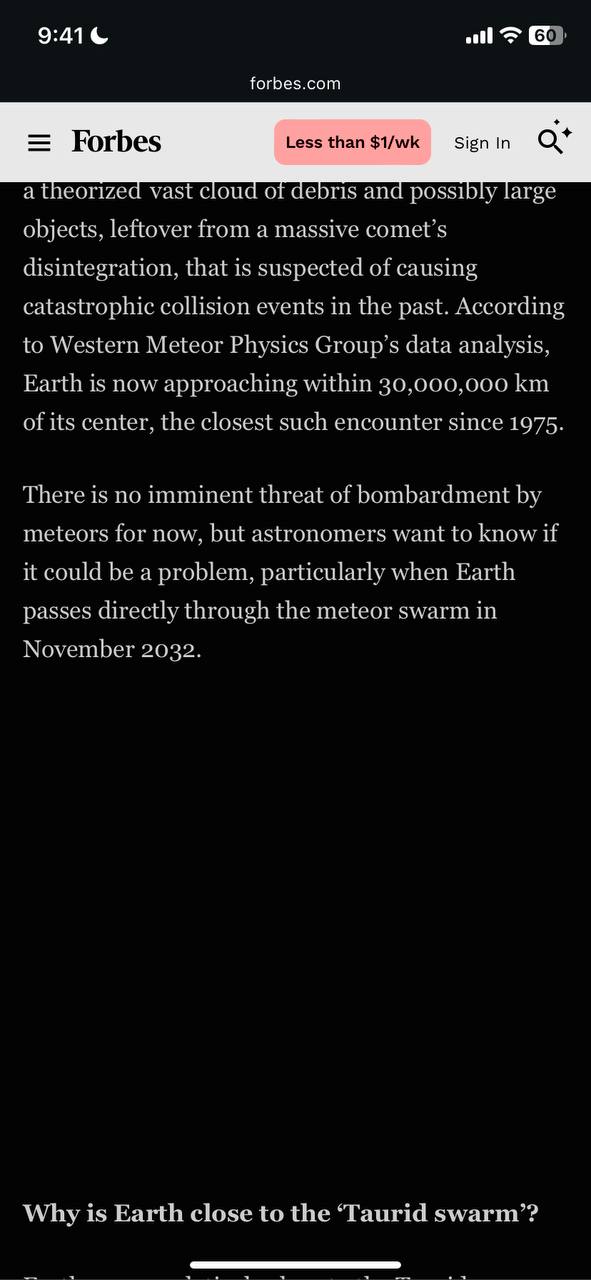 9:41
60
forbes.com
Forbes
Less than $1/wk
Sign In
a theorized vast cloud of debris and possibly large
objects, leftover from a massive comet’s
disintegration, that is suspected of causing
catastrophic collision events in the past. According
to Western Meteor Physics Group’s data analysis,
Earth is now approaching within 30,000,000 km
of its center, the closest such encounter since 1975.
There is no imminent threat of bombardment by
meteors for now, but astronomers want to know if
it could be a problem, particularly when Earth
passes directly through the meteor swarm in
November 2032.
Why is Earth close to the ‘Taurid swarm’?